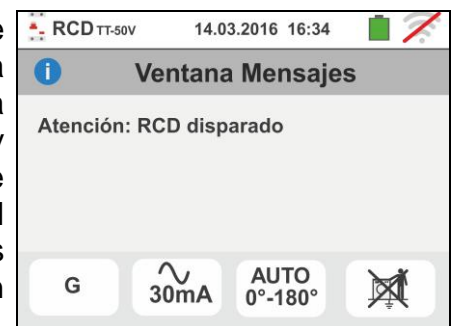 RCD TT-50V 14.03.2016 16:34
Ventana Mensajes
Atención: RCD disparado
G 30mA AUTO
0°-180°